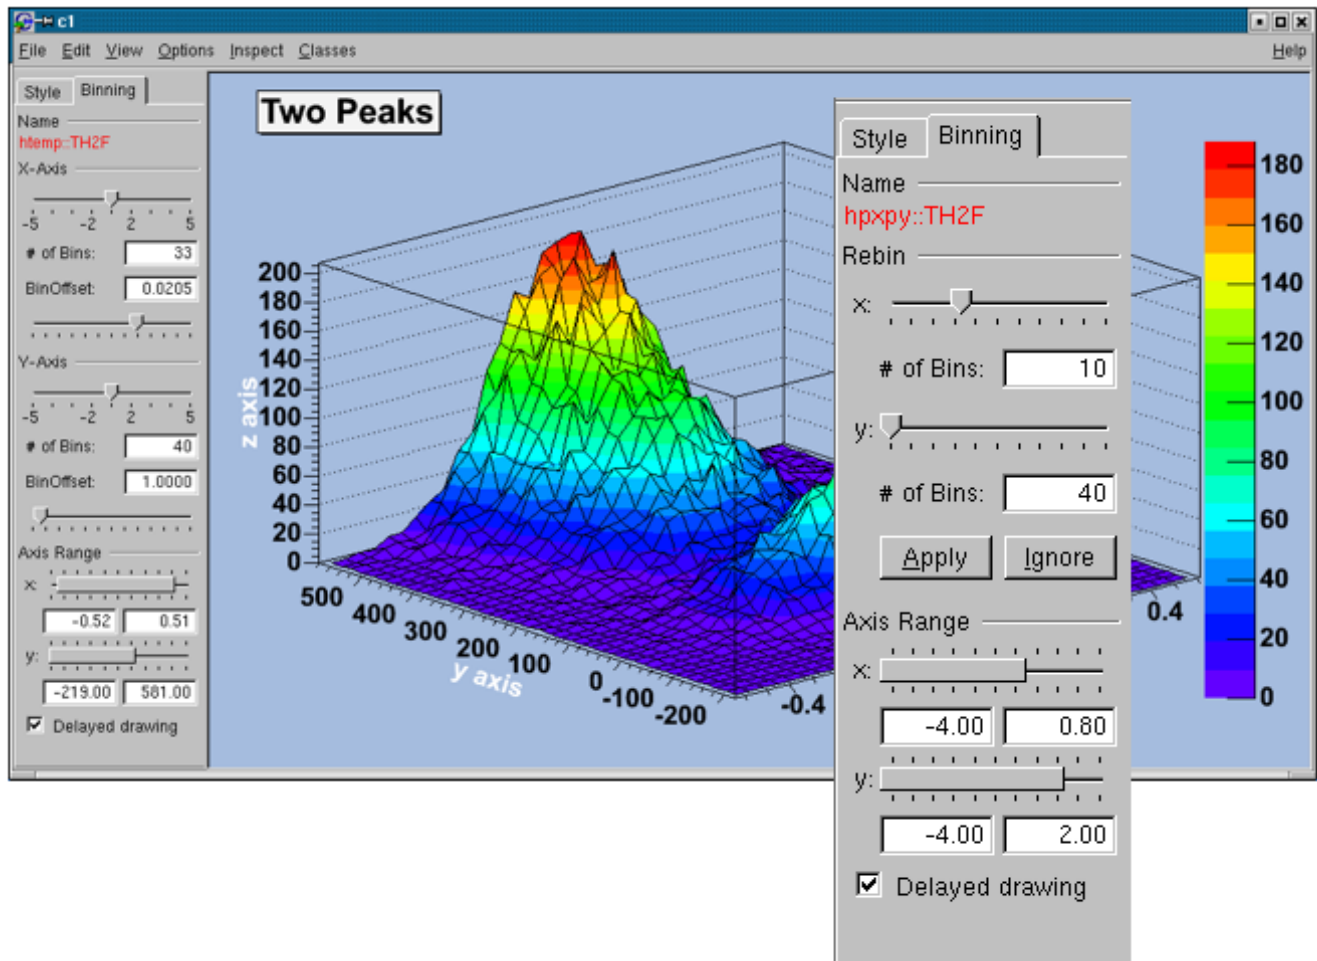 c1
File Edit View Options Inspect Classes Help
Style Binning
Name
htemp::TH2F
X-Axis
-5 -2 2 5
# of Bins: 33
BinOffset: 0.0205
Y-Axis
-5 -2 2 5
# of Bins: 40
BinOffset: 1.0000
Axis Range
x:
-0.52 0.51
y:
-219.00 581.00
Delayed drawing
Two Peaks
z axis
200
180
160
140
120
100
80
60
40
20
0
500 400 300 200 100 0 -100 -200
y axis
-0.4
0.4
Style Binning
Name
hpxpy::TH2F
Rebin
x:
# of Bins: 10
y:
# of Bins: 40
Apply Ignore
Axis Range
x:
-4.00 0.80
y:
-4.00 2.00
Delayed drawing
180
160
140
120
100
80
60
40
20
0